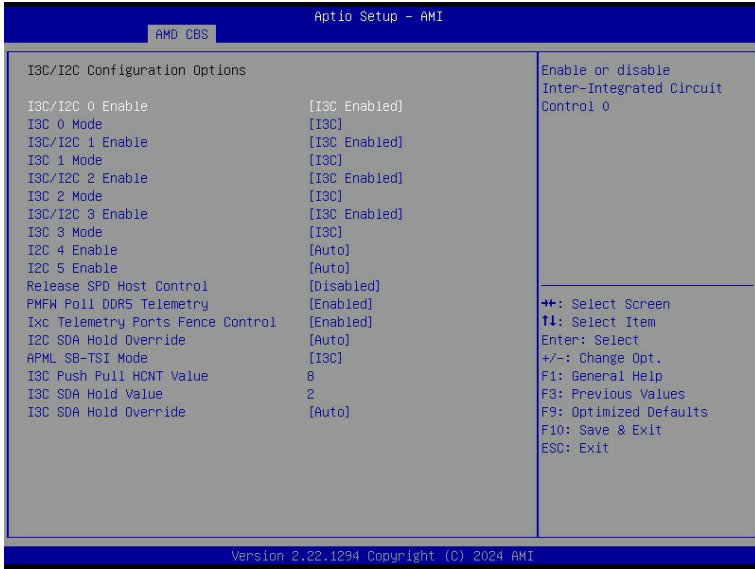 Aptio Setup – AMI
AMD CBS
I3C/I2C Configuration Options
I3C/I2C 0 Enable [I3C Enabled]
I3C 0 Mode [I3C]
I3C/I2C 1 Enable [I3C Enabled]
I3C 1 Mode [I3C]
I3C/I2C 2 Enable [I3C Enabled]
I3C 2 Mode [I3C]
I3C/I2C 3 Enable [I3C Enabled]
I3C 3 Mode [I3C]
I2C 4 Enable [Auto]
I2C 5 Enable [Auto]
Release SPD Host Control [Disabled]
PMFW Poll DDR5 Telemetry [Enabled]
Ixc Telemetry Ports Fence Control [Enabled]
I2C SDA Hold Override [Auto]
APML SB-TSI Mode [I3C]
I3C Push Pull HCNT Value 8
I3C SDA Hold Value 2
I3C SDA Hold Override [Auto]
Enable or disable
Inter-Integrated Circuit
Control 0
→←: Select Screen
↑↓: Select Item
Enter: Select
+/-: Change Opt.
F1: General Help
F3: Previous Values
F9: Optimized Defaults
F10: Save & Exit
ESC: Exit
Version 2.22.1294 Copyright (C) 2024 AMI